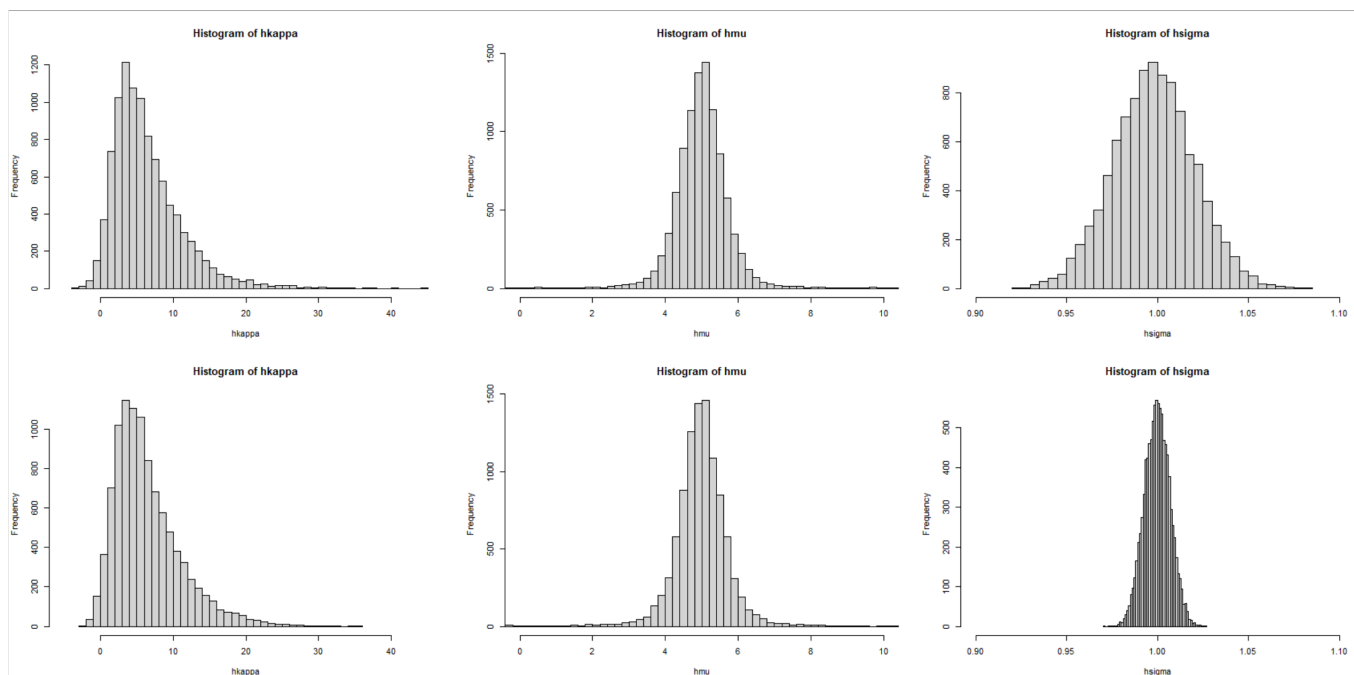 Histogram of hkappa
Histogram of hmu
Histogram of hsigma
Frequency
0 200 400 600 800 1000 1200
0 10 20 30 40
hkappa
Frequency
0 500 1000 1500
0 2 4 6 8 10
hmu
Frequency
0 200 400 600 800
0.90 0.95 1.00 1.05 1.10
hsigma
Histogram of hkappa
Histogram of hmu
Histogram of hsigma
Frequency
0 200 400 600 800 1000
0 10 20 30 40
hkappa
Frequency
0 500 1000 1500
0 2 4 6 8 10
hmu
Frequency
0 100 200 300 400 500
0.90 0.95 1.00 1.05 1.10
hsigma